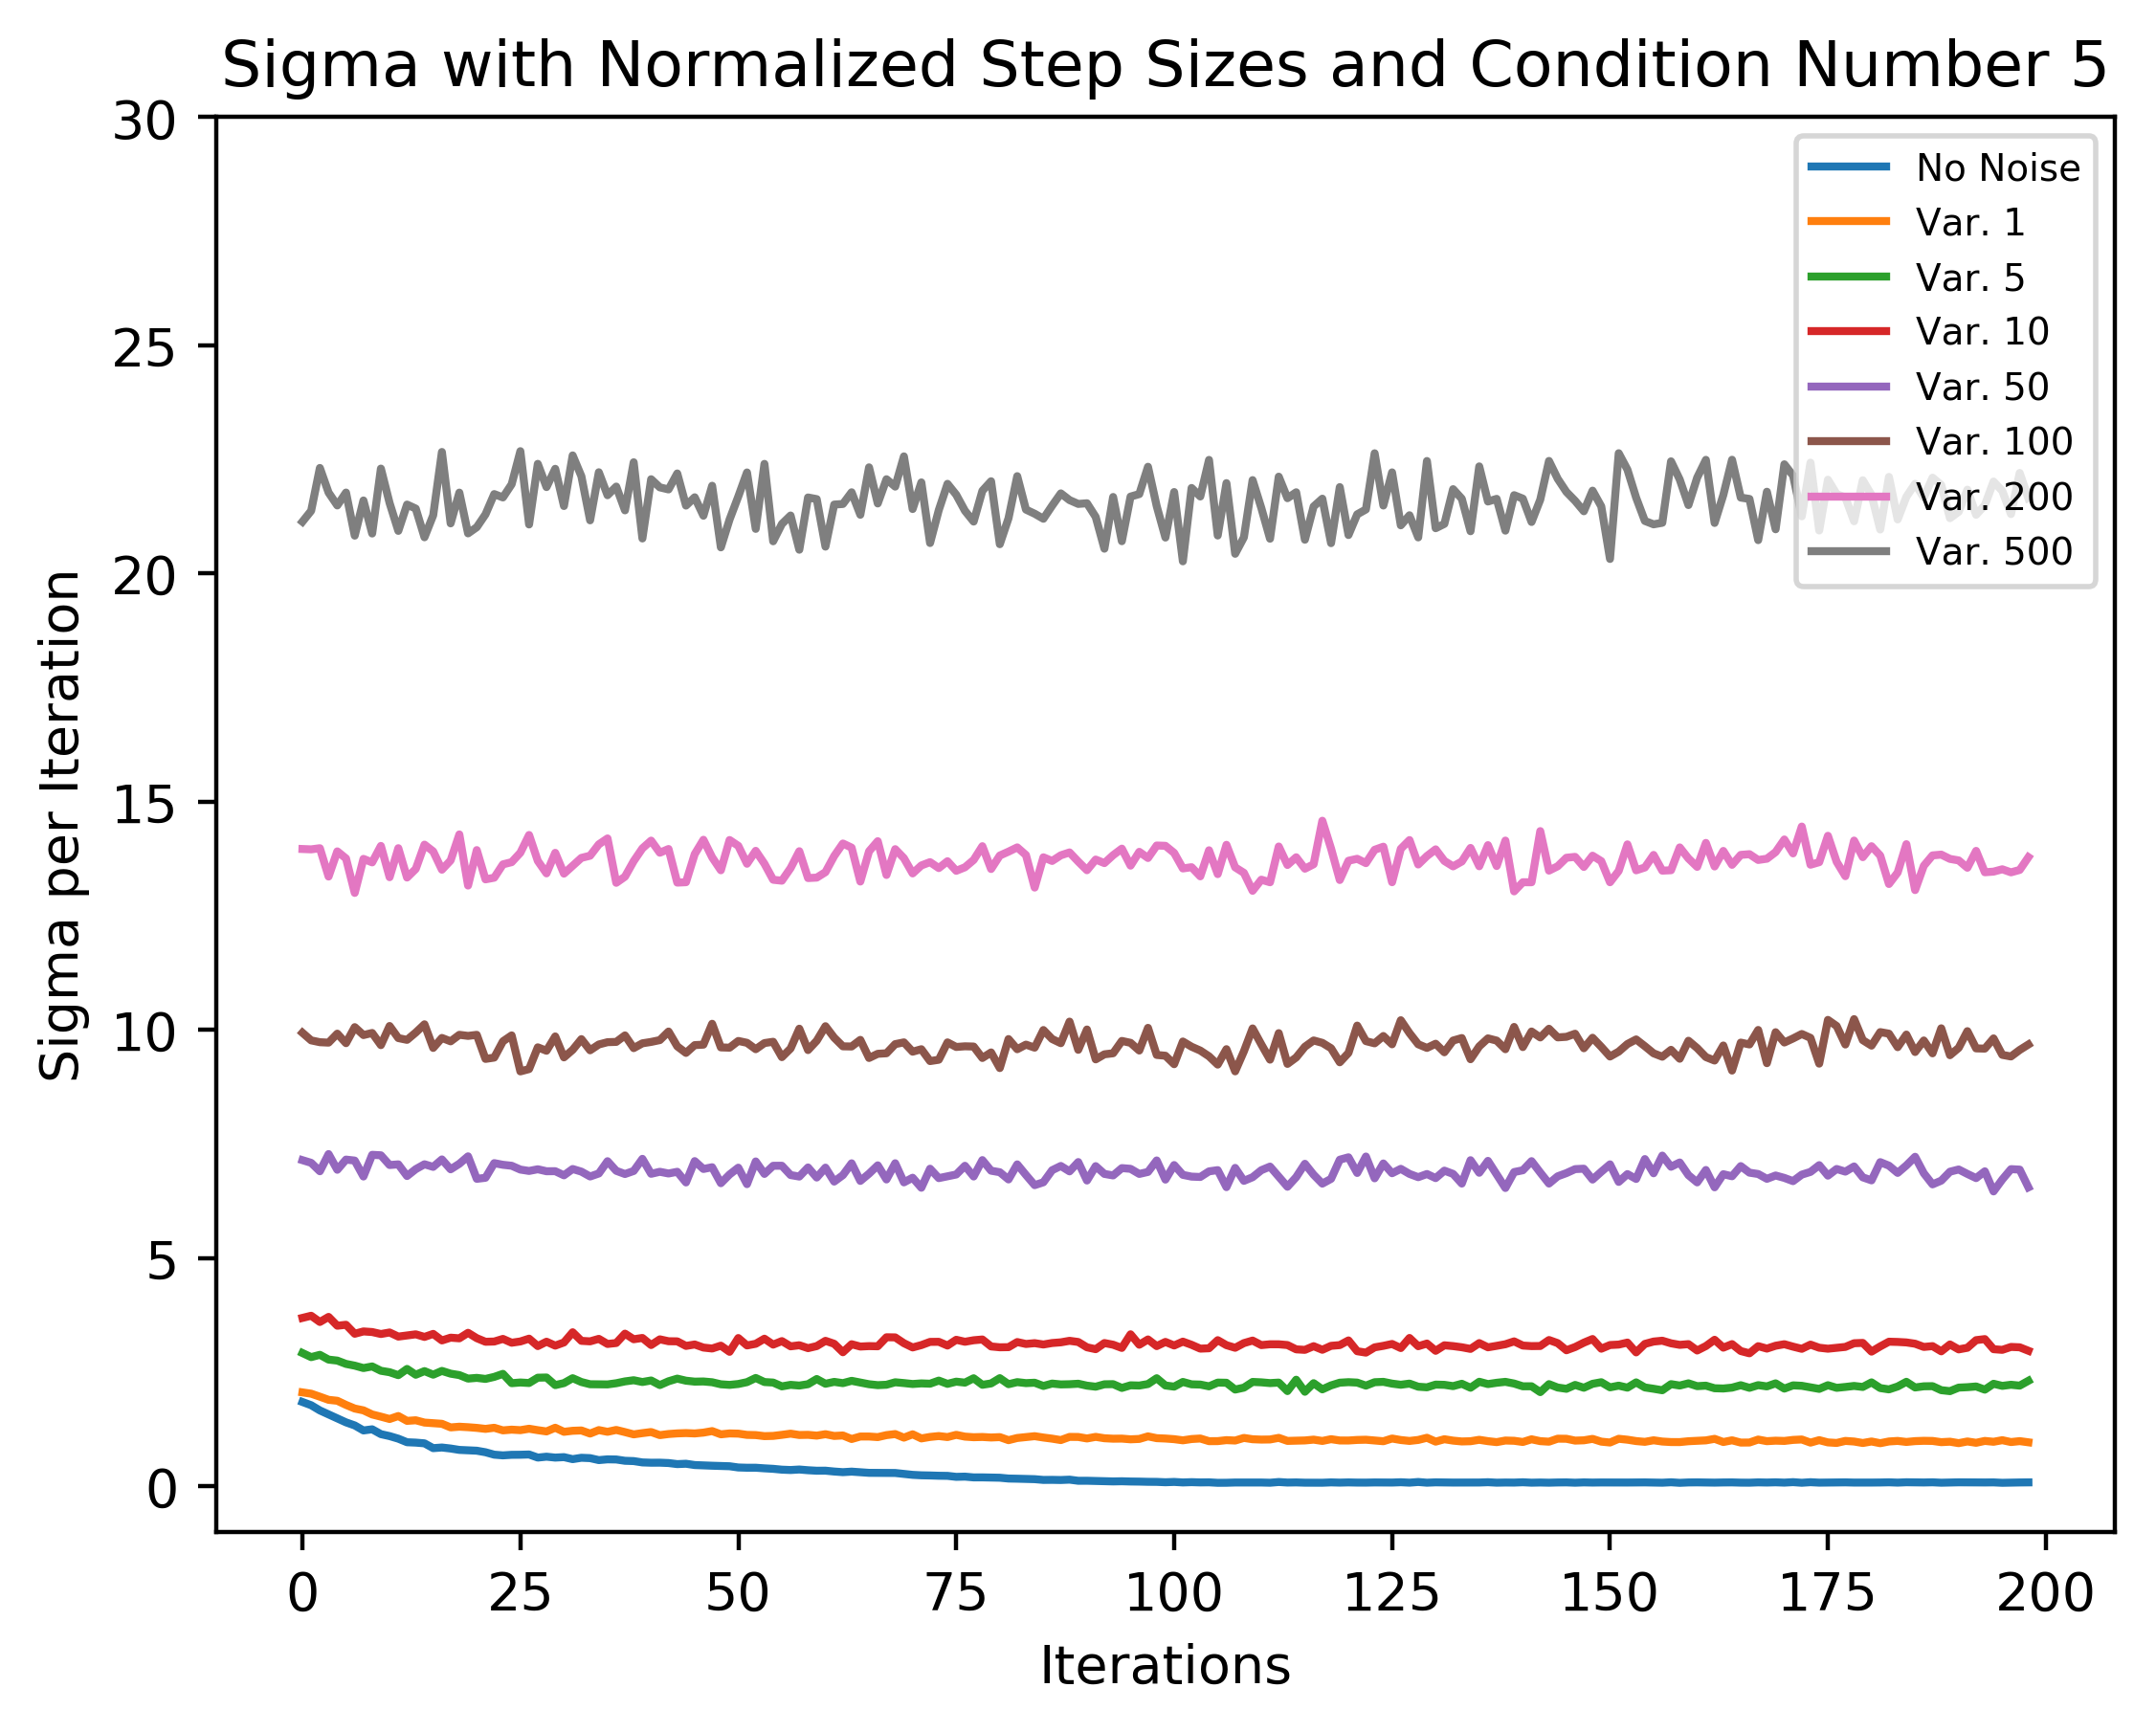 Sigma with Normalized Step Sizes and Condition Number 5
30
25
20
15
10
5
0
Sigma per Iteration
No Noise
Var. 1
Var. 5
Var. 10
Var. 50
Var. 100
Var. 200
Var. 500
0 25 50 75 100 125 150 175 200
Iterations